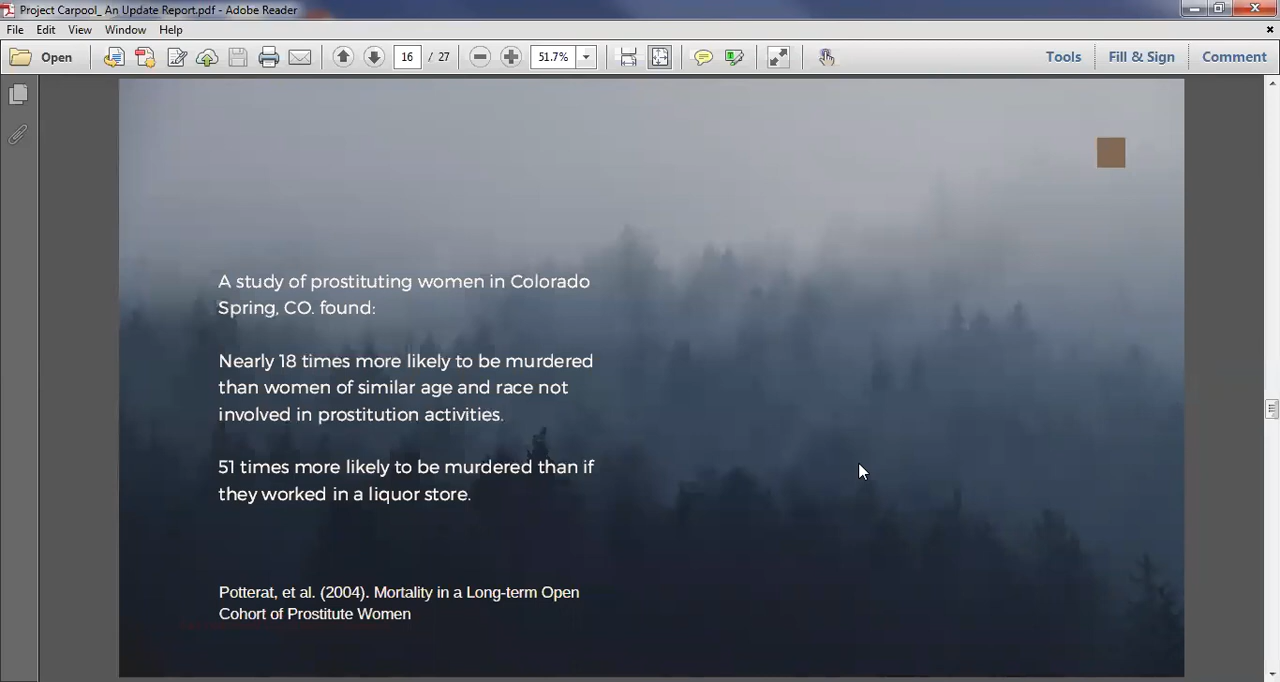 Project Carpool_ An Update Report.pdf - Adobe Reader
File Edit View Window Help
Open 16 / 27 51.7% Tools Fill & Sign Comment
A study of prostituting women in Colorado
Spring, CO. found:
Nearly 18 times more likely to be murdered
than women of similar age and race not
involved in prostitution activities.
51 times more likely to be murdered than if
they worked in a liquor store.
Potterat, et al. (2004). Mortality in a Long-term Open
Cohort of Prostitute Women